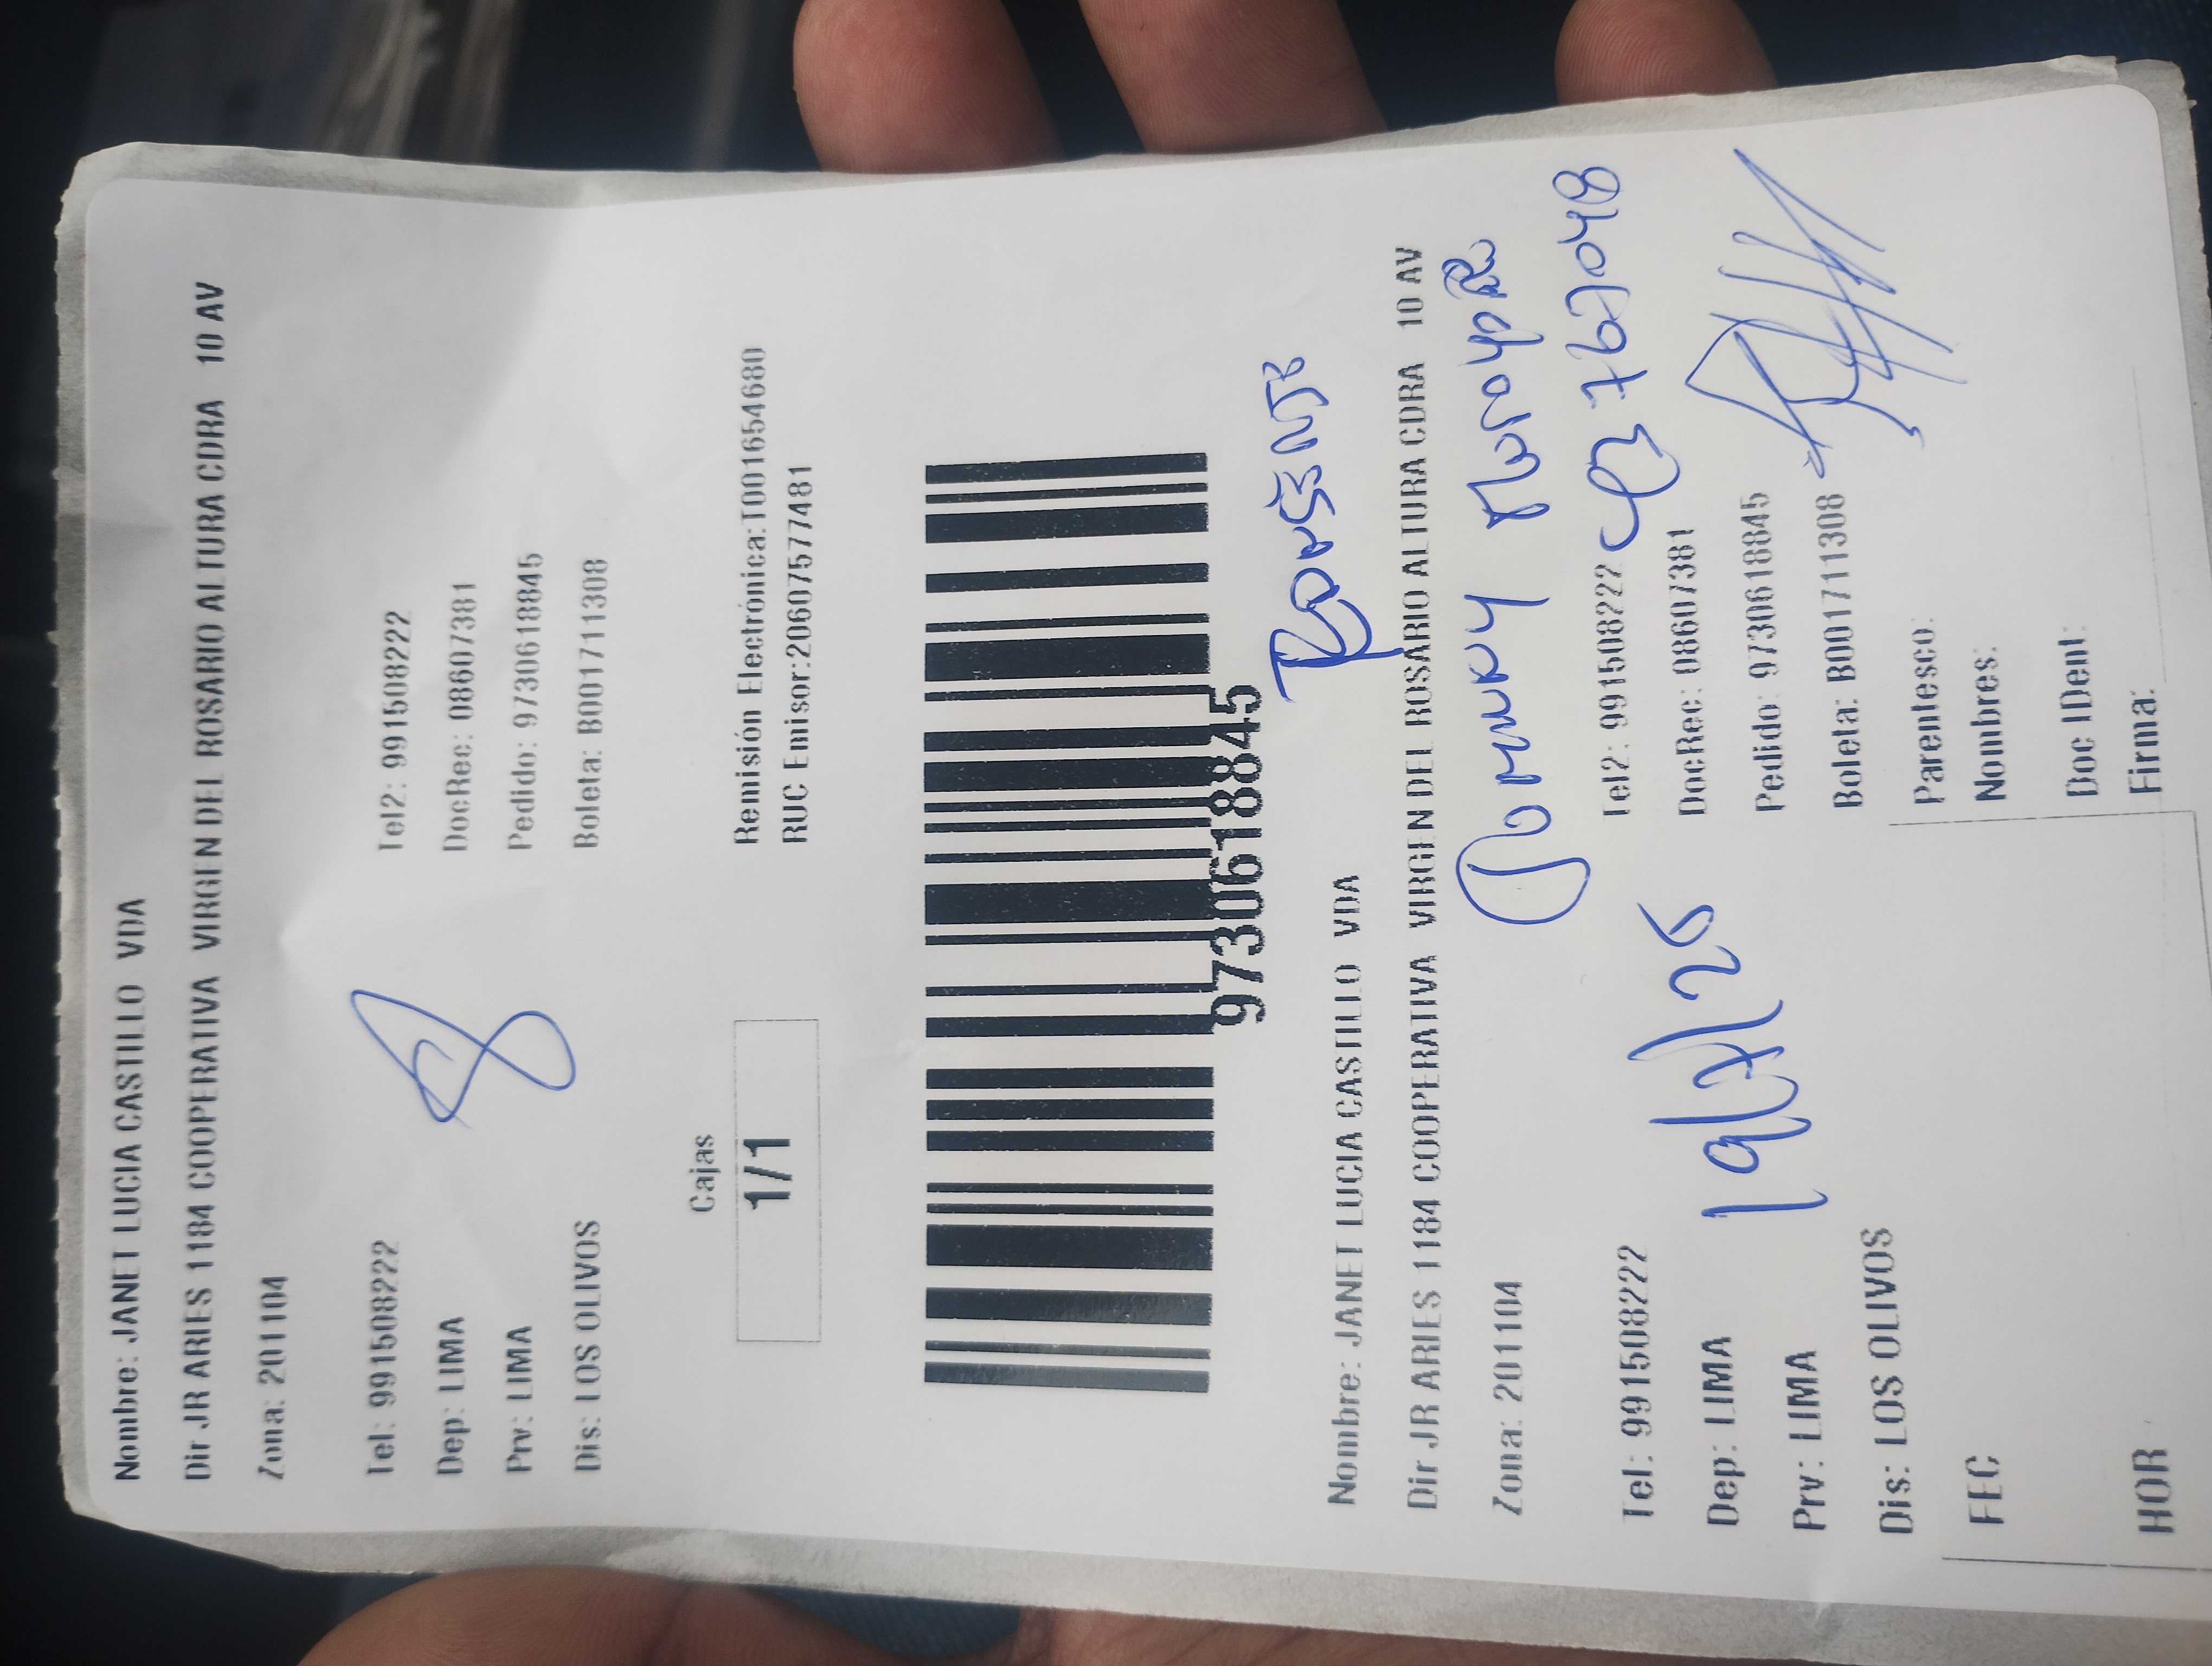 Nombre: JANET LUCIA CASTILLO VDA
Dir JR ARIES 1184 COOPERATIVA VIRGEN DEL ROSARIO ALTURA CDRA 10 AV
Zona: 201104
Tel: 991508222 Tel2: 991508222
Dep: LIMA DocRec: 08607381
Prv: LIMA Pedido: 9730618845
Dis: LOS OLIVOS Boleta: B001711308
Cajas
1/1
Remisión Electrónica:T001654680
RUC Emisor:20607577481
9730618845
Nombre: JANET LUCIA CASTILLO VDA
Dir JR ARIES 1184 COOPERATIVA VIRGEN DEL ROSARIO ALTURA CDRA 10 AV
Zona: 201104
Tel: 991508222 Tel2: 991508222
Dep: LIMA DocRec: 08607381
Prv: LIMA Pedido: 9730618845
Dis: LOS OLIVOS Boleta: B001711308
Parentesco:
FEC Nombres:
Doc IDent:
HOR Firma: